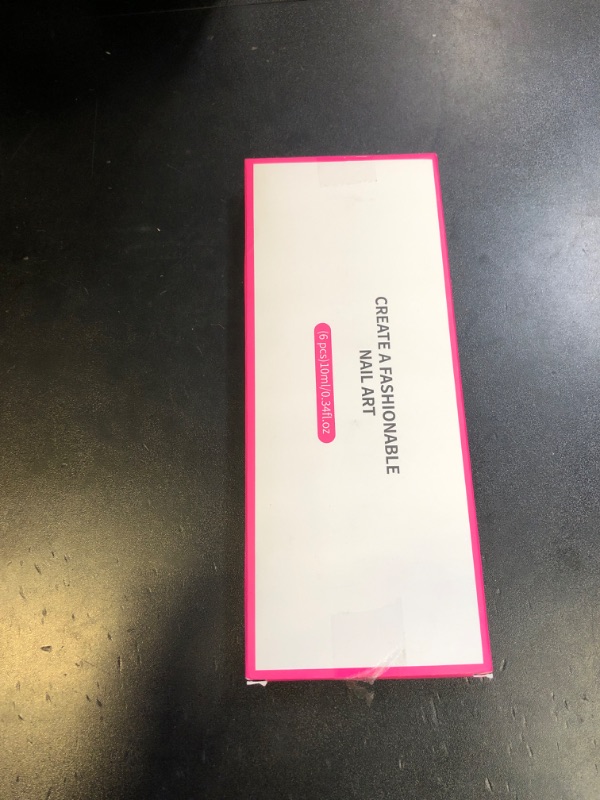 CREATE A FASHIONABLE
NAIL ART
(6 pcs)10ml/0.34fl.oz